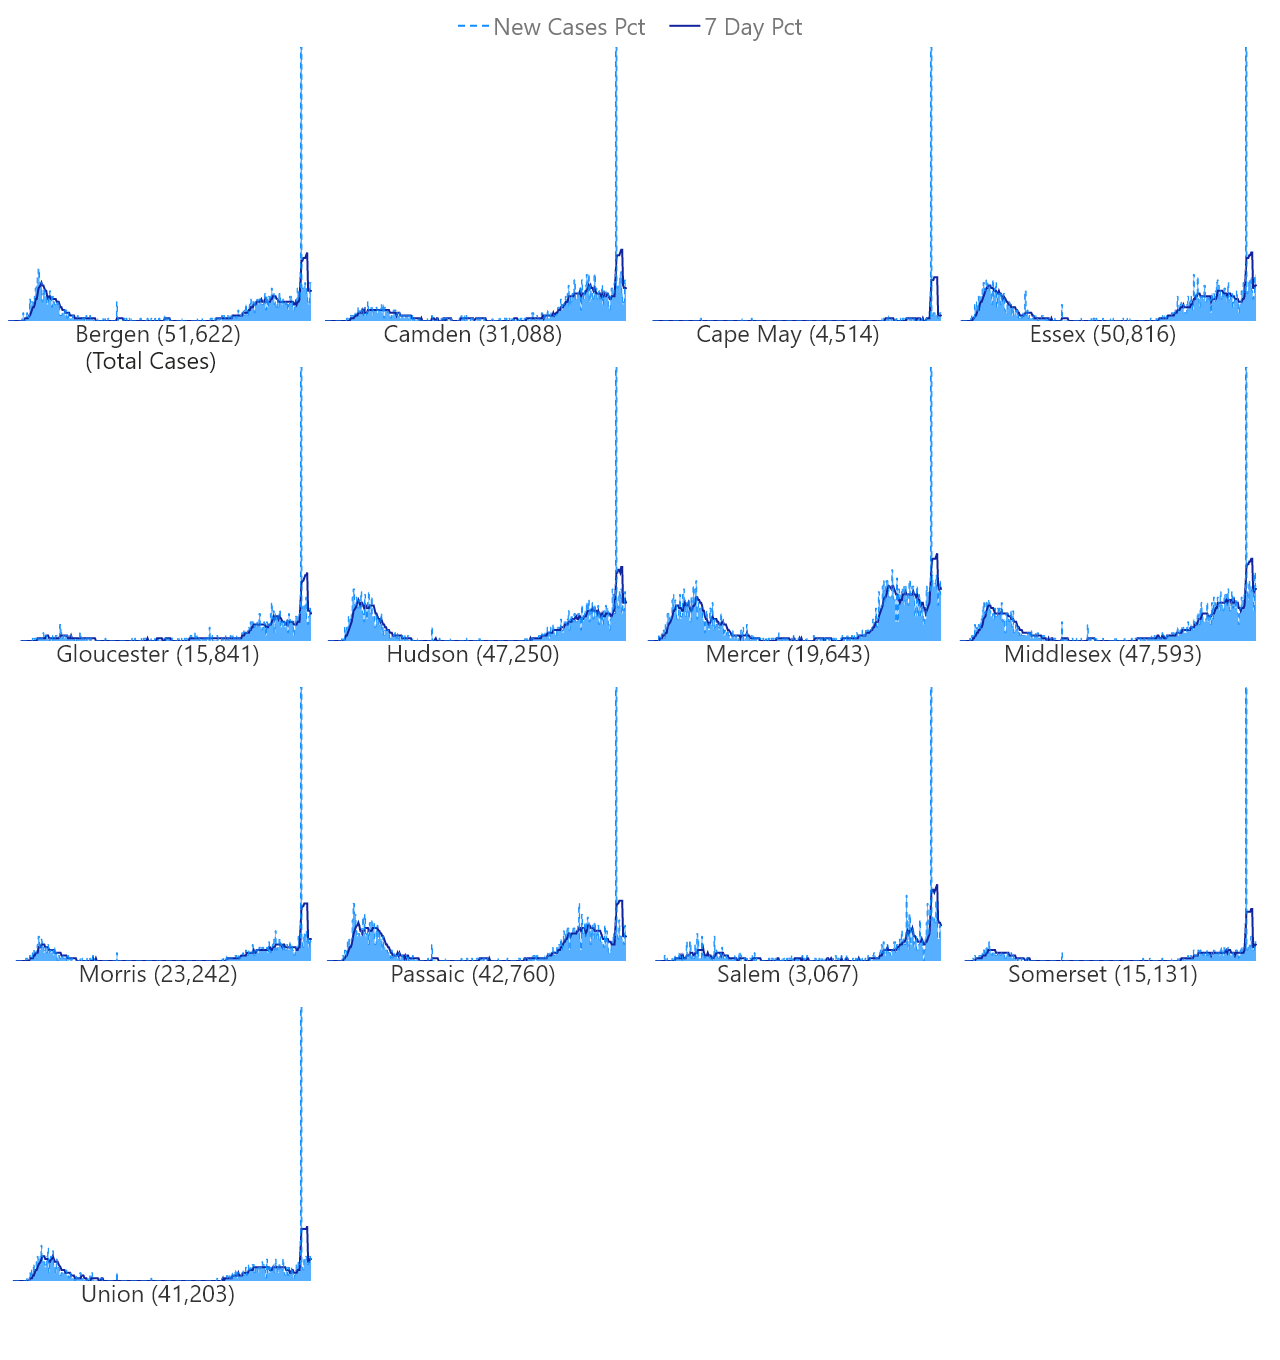 New Cases Pct 7 Day Pct
Bergen (51,622) Camden (31,088) Cape May (4,514) Essex (50,816)
(Total Cases)
Gloucester (15,841) Hudson (47,250) Mercer (19,643) Middlesex (47,593)
Morris (23,242) Passaic (42,760) Salem (3,067) Somerset (15,131)
Union (41,203)